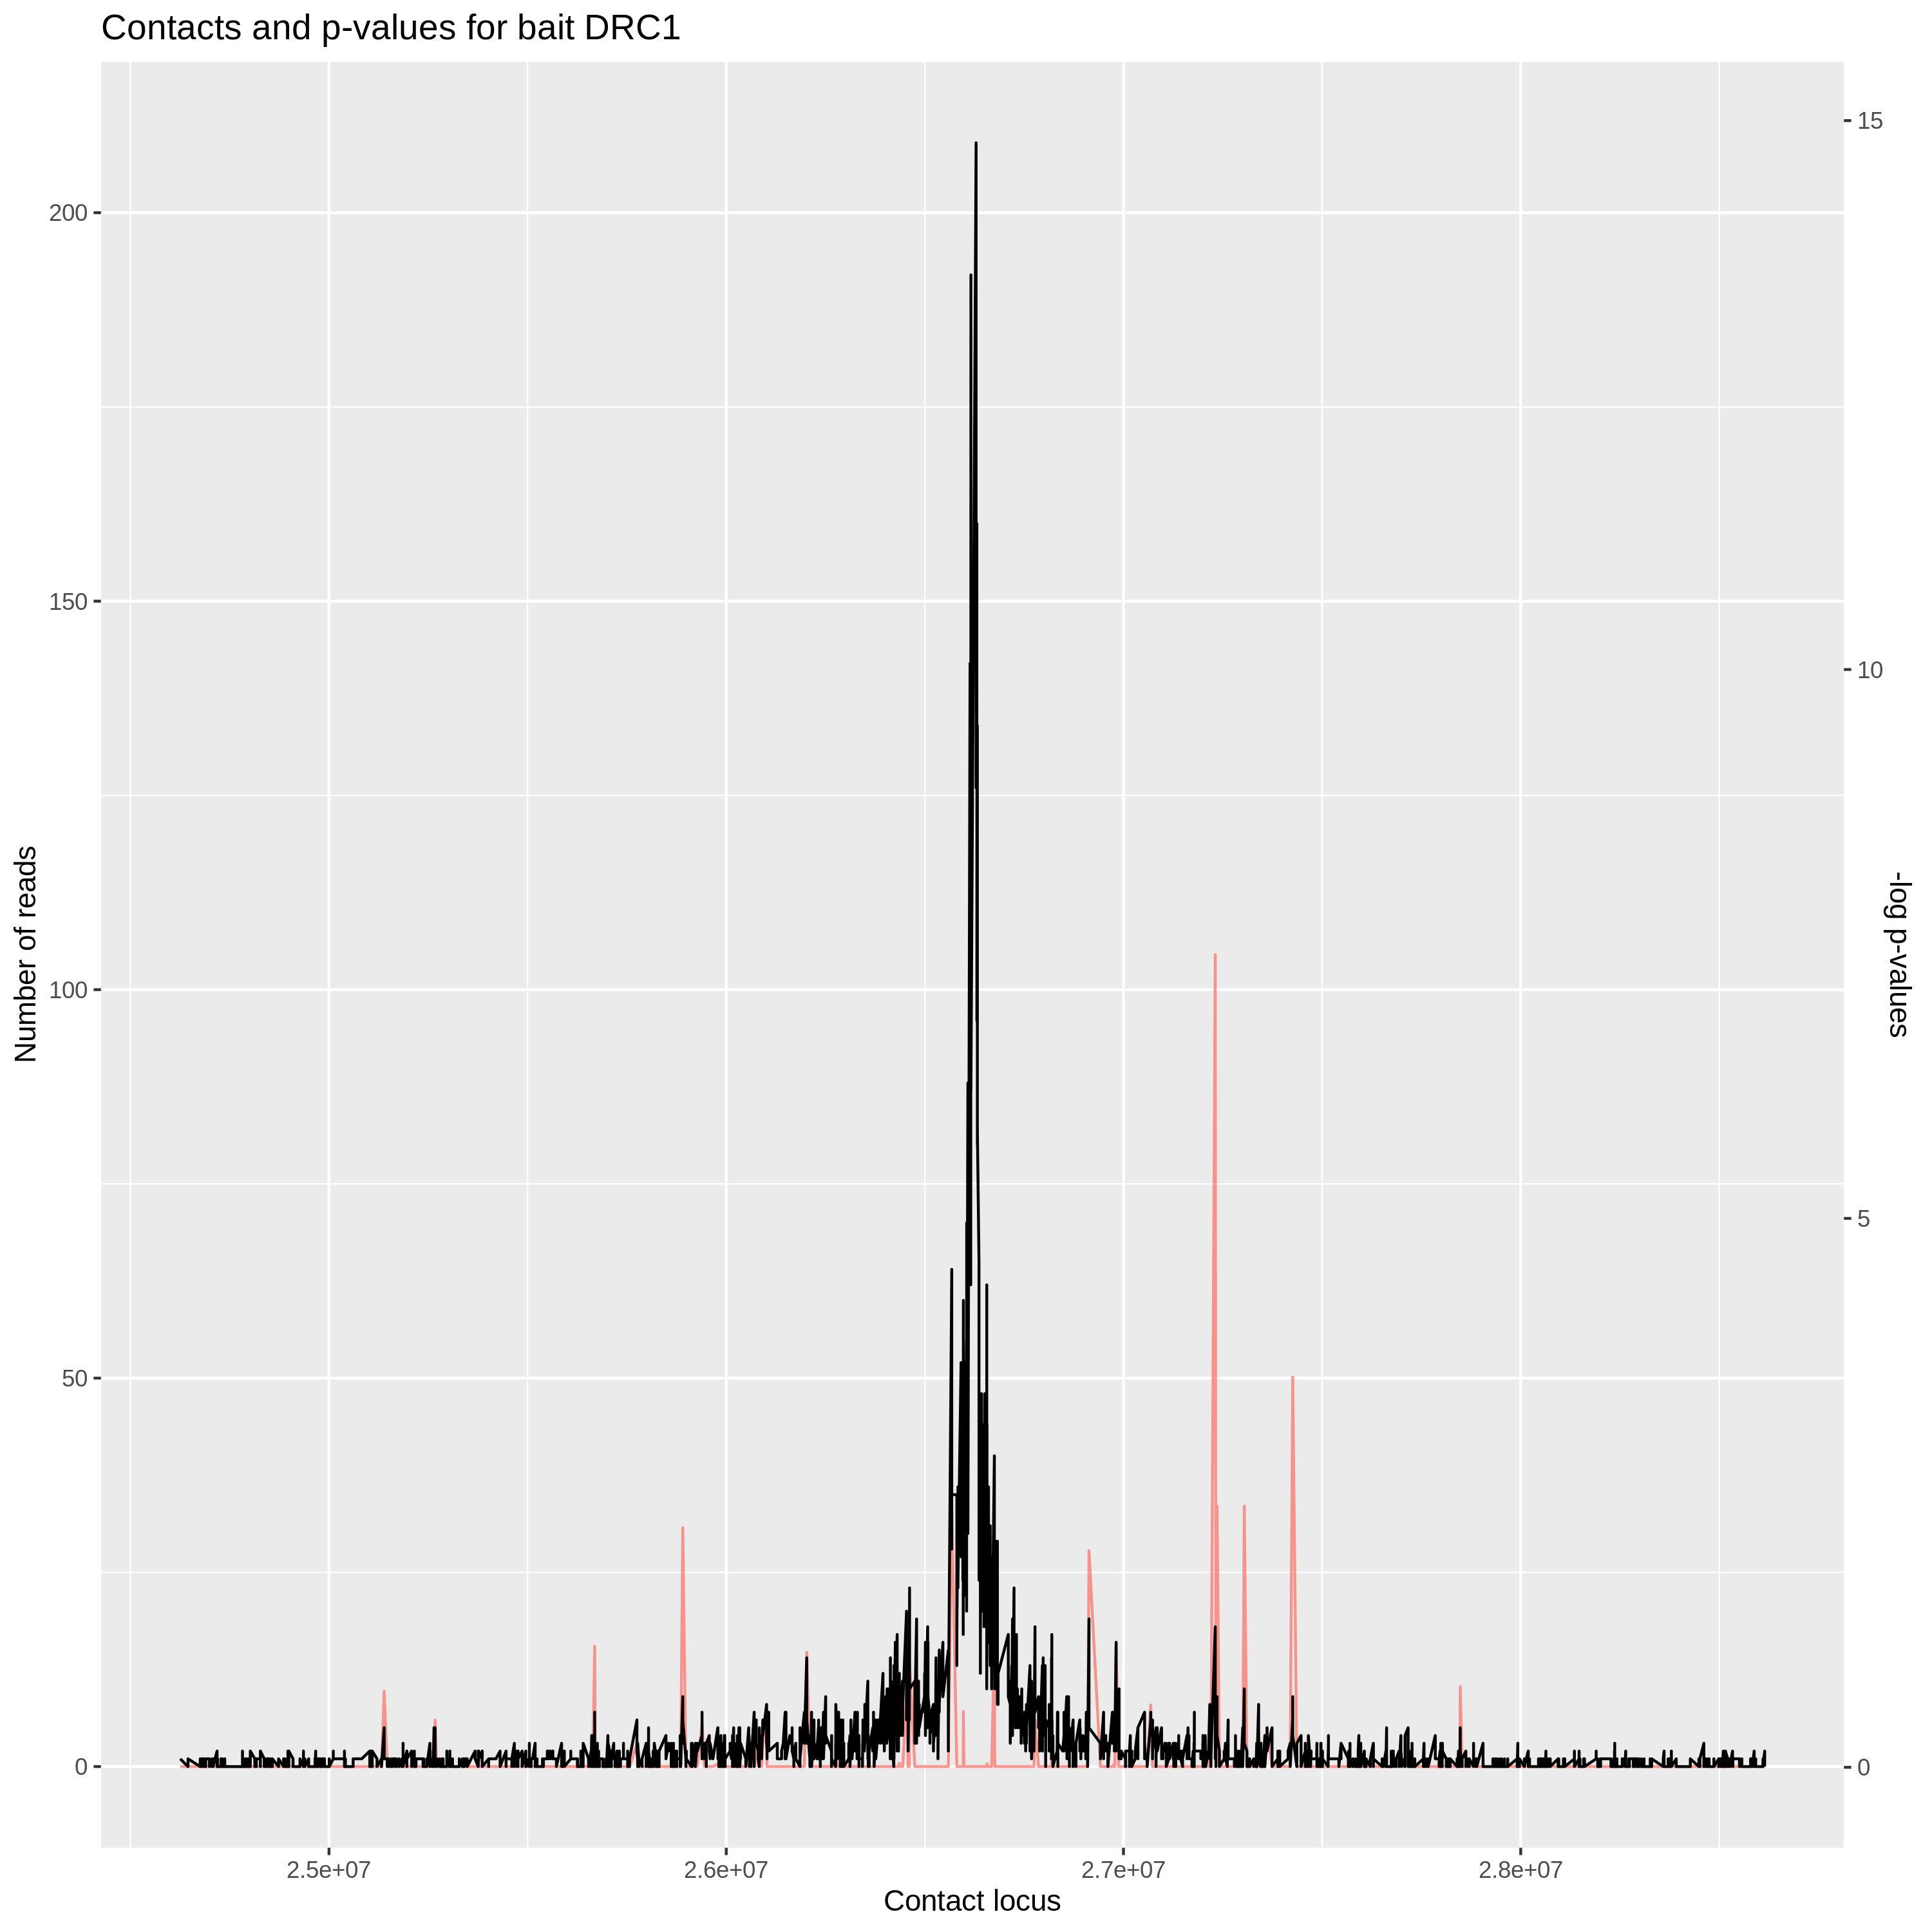 Contacts and p-values for bait DRC1
200
150
100
50
0
Number of reads
15
10
5
0
-log p-values
2.5e+07
2.6e+07
2.7e+07
2.8e+07
Contact locus